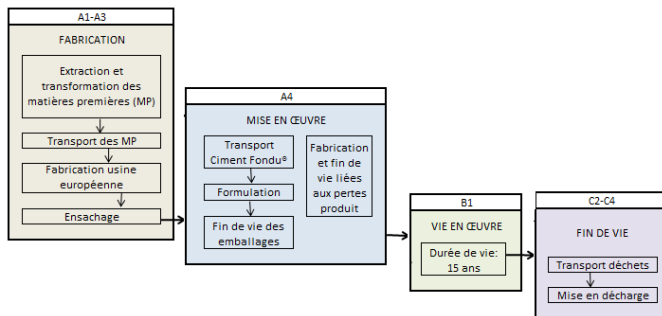 A1-A3
FABRICATION
Extraction et
transformation des
matières premières (MP)
Transport des MP
Fabrication usine
européenne
Ensachage
A4
MISE EN ŒUVRE
Transport
Ciment Fondu®
Formulation
Fin de vie des
emballages
Fabrication
et fin de
vie liées
aux pertes
produit
B1
VIE EN ŒUVRE
Durée de vie:
15 ans
C2-C4
FIN DE VIE
Transport déchets
Mise en décharge